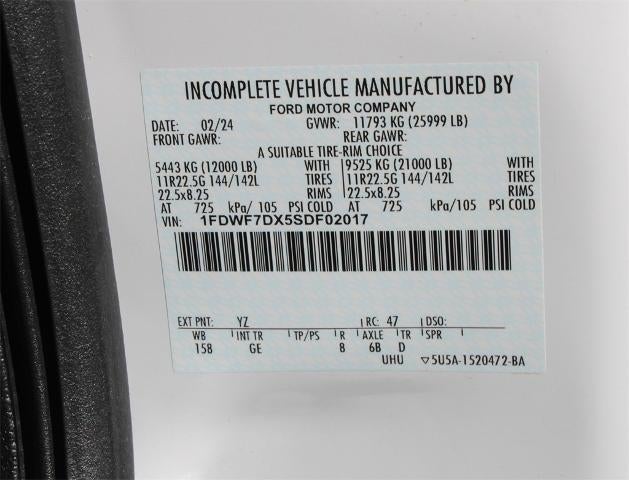 INCOMPLETE VEHICLE MANUFACTURED BY
FORD MOTOR COMPANY
DATE: 02/24 GVWR: 11793 KG (25999 LB)
FRONT GAWR: REAR GAWR:
A SUITABLE TIRE-RIM CHOICE
5443 KG (12000 LB) WITH 9525 KG (21000 LB) WITH
11R22.5G 144/142L TIRES 11R22.5G 144/142L TIRES
22.5x8.25 RIMS 22.5x8.25 RIMS
AT 725 kPa/ 105 PSI COLD AT 725 kPa/ 105 PSI COLD
VIN: 1FDWF7DX5SDF02017
EXT PNT: YZ RC: 47 DSO:
WB INT TR TP/PS R AXLE TR SPR
158 GE 8 6B D
UHU ▽5U5A-1520472-BA